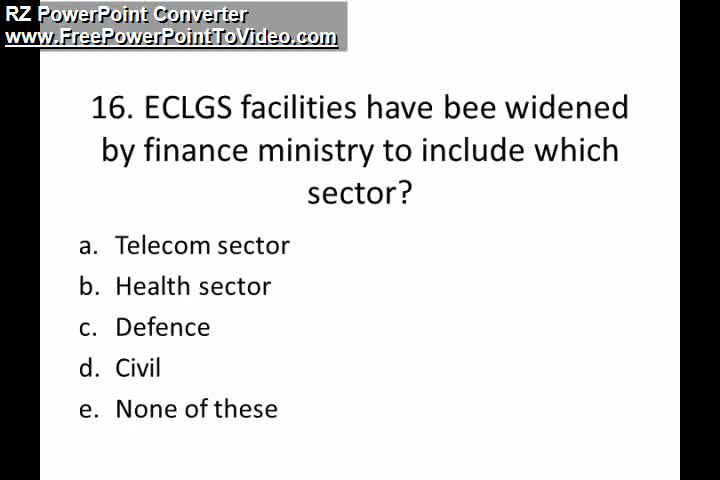 RZ PowerPoint Converter
www.FreePowerPointToVideo.com
16. ECLGS facilities have bee widened
by finance ministry to include which
sector?
a. Telecom sector
b. Health sector
c. Defence
d. Civil
e. None of these